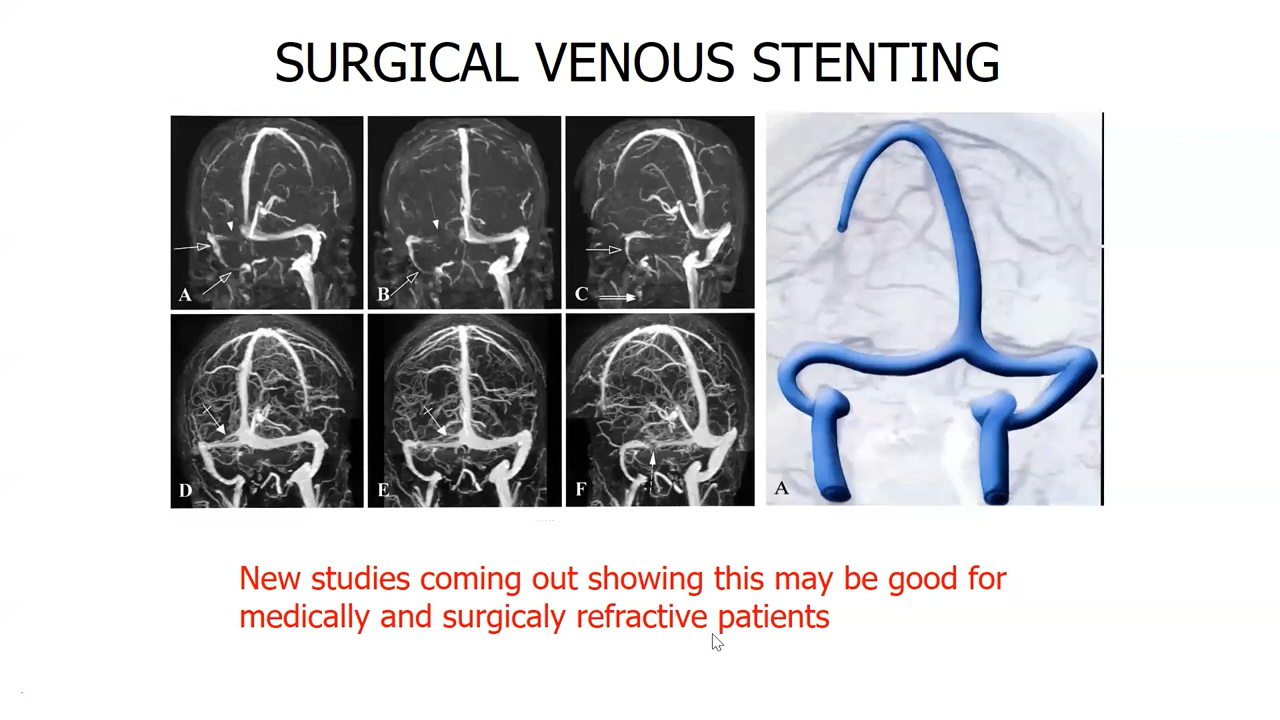 SURGICAL VENOUS STENTING
A
B
C
D
E
F
A
New studies coming out showing this may be good for
medically and surgicaly refractive patients